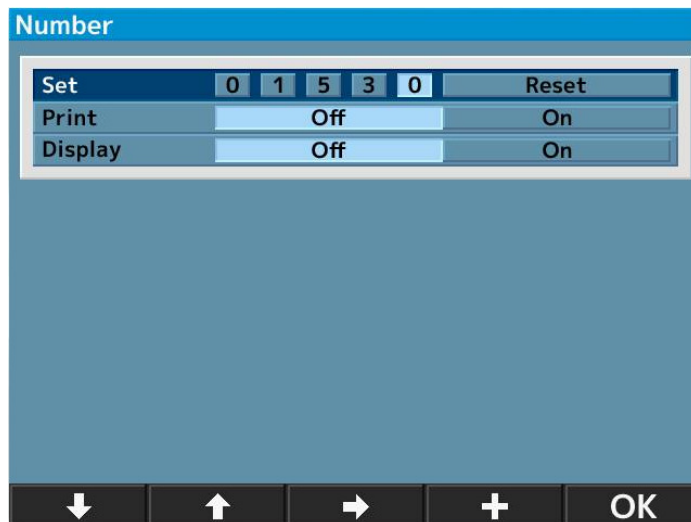 Number
Set 0 1 5 3 0 Reset
Print Off On
Display Off On
OK